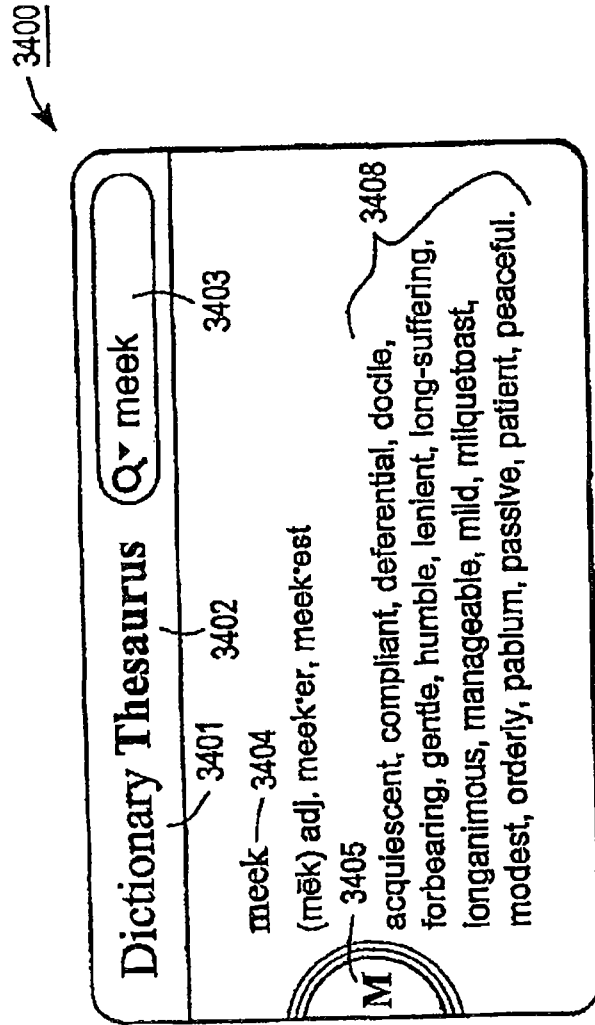 3400
Dictionary Thesaurus meek
3401
3402
3403
meek 3404
(mēk) adj. meek•er, meek•est
3405
M
acquiescent, compliant, deferential, docile,
forbearing, gentle, humble, lenient, long-suffering,
longanimous, manageable, mild, milquetoast,
modest, orderly, pablum, passive, patient, peaceful.
3408